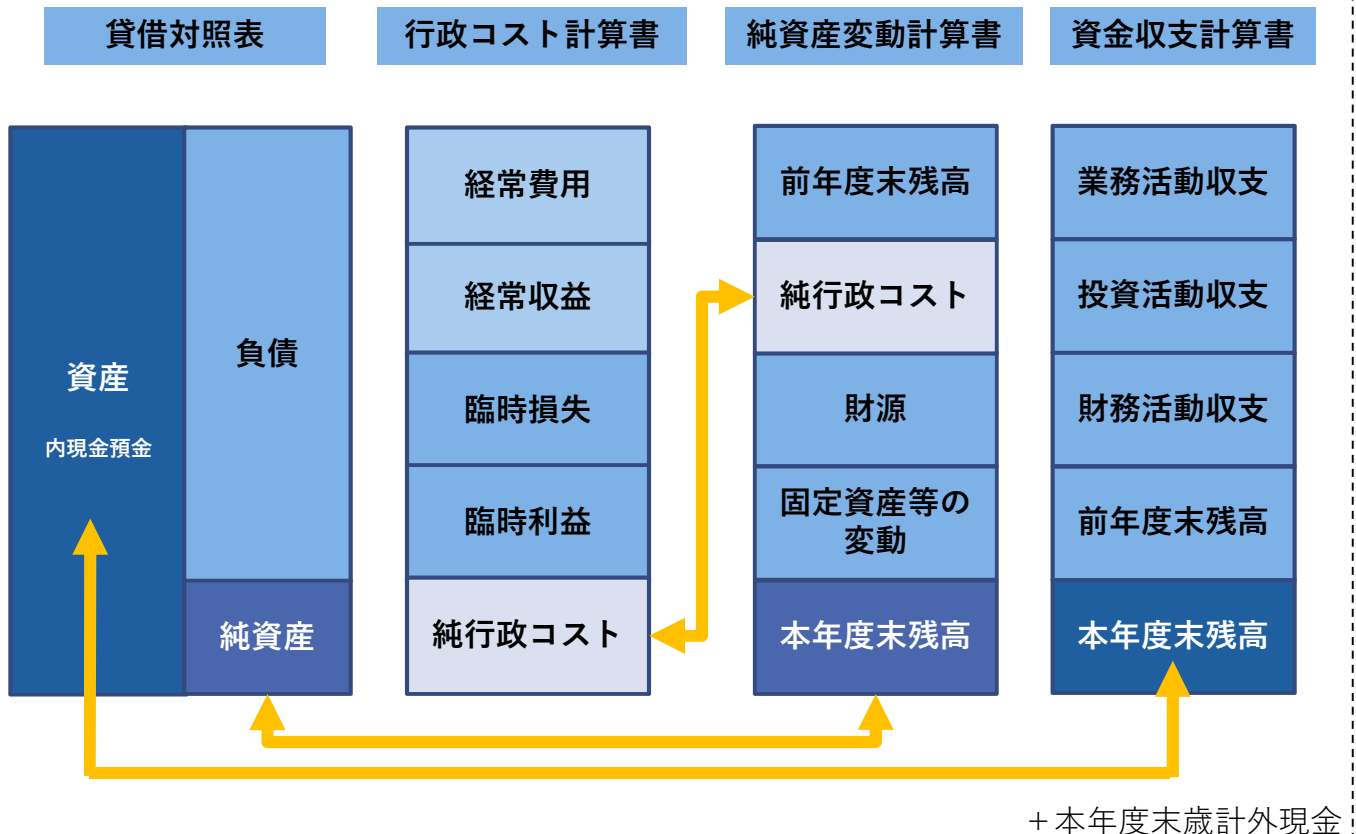 貸借対照表
行政コスト計算書
純資産変動計算書
資金収支計算書
資産
内現金預金
負債
純資産
経常費用
経常収益
臨時損失
臨時利益
純行政コスト
前年度末残高
純行政コスト
財源
固定資産等の
変動
本年度末残高
業務活動収支
投資活動収支
財務活動収支
前年度末残高
本年度末残高
+本年度末歳計外現金